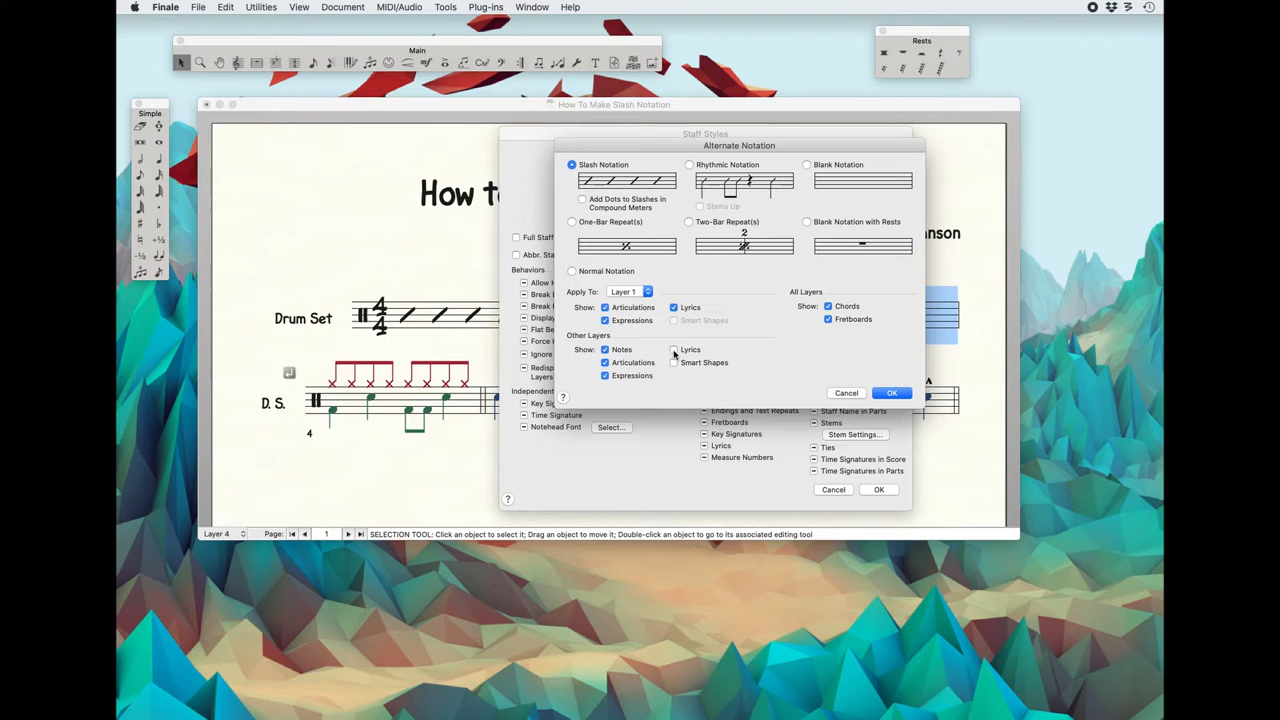 Finale File Edit Utilities View Document MIDI/Audio Tools Plug-ins Window Help
Main
Rests
Simple
How To Make Slash Notation
How to
anson
Drum Set
D. S.
4
Staff Styles
Full Staff
Abbr. Sta
Behaviors
Allow H
Break
Break
Display
Flat Be
Force H
Ignore
Redisp
Layers
Independent
Key Sig
Time Signature
Notehead Font
Select...
Endings and Text Repeats
Fretboards
Key Signatures
Lyrics
Measure Numbers
Staff Name in Parts
Stems
Stem Settings...
Ties
Time Signatures in Score
Time Signatures in Parts
Cancel
OK
?
Alternate Notation
Slash Notation
Rhythmic Notation
Blank Notation
Add Dots to Slashes in
Compound Meters
Stems Up
One-Bar Repeat(s)
Two-Bar Repeat(s)
Blank Notation with Rests
2
Normal Notation
Apply To: Layer 1
All Layers
Show: Articulations
Lyrics
Show: Chords
Expressions
Smart Shapes
Fretboards
Other Layers
Show: Notes
Lyrics
Articulations
Smart Shapes
Expressions
?
Cancel
OK
Layer 4
Page: 1
SELECTION TOOL: Click an object to select it; Drag an object to move it; Double-click an object to go to its associated editing tool